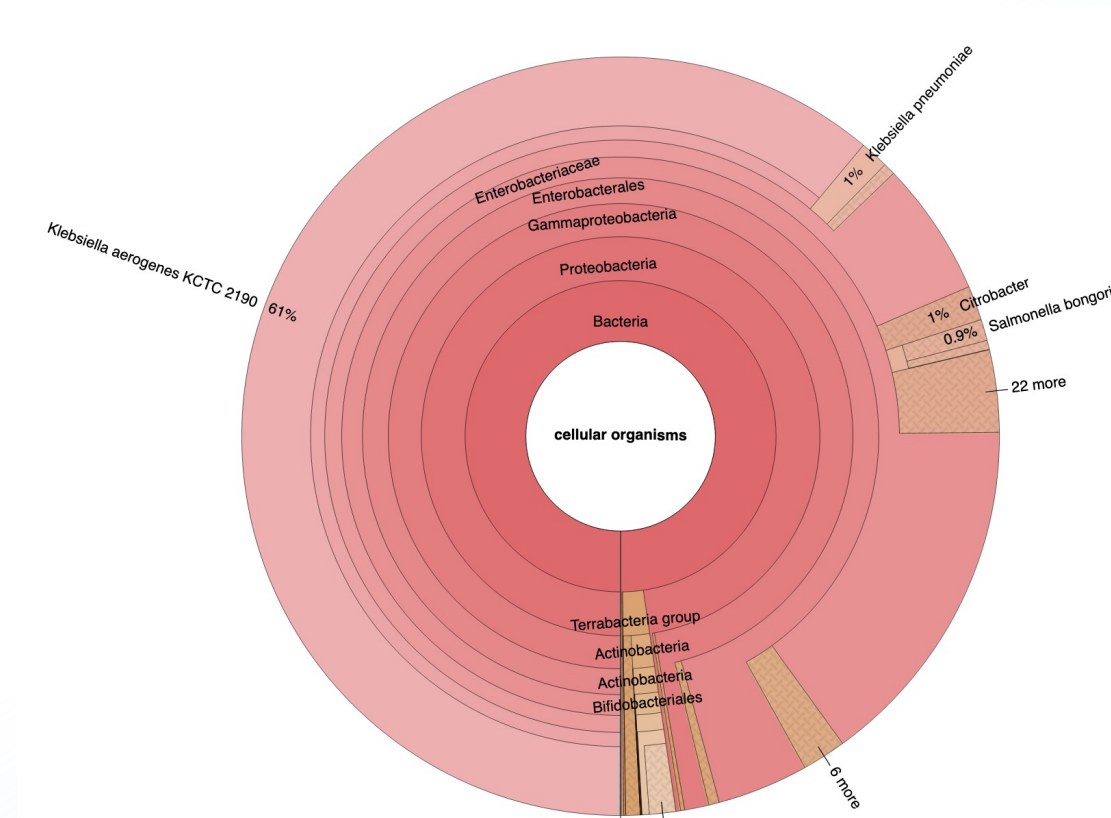 Klebsiella pneumoniae
1%
Enterobacteriaceae
Enterobacterales
Gammaproteobacteria
Klebsiella aerogenes KCTC 2190 61%
Proteobacteria
Citrobacter
1%
Salmonella bongori
0.9%
Bacteria
22 more
cellular organisms
Terrabacteria group
Actinobacteria
Actinobacteria
Bifidobacteriales
6 more